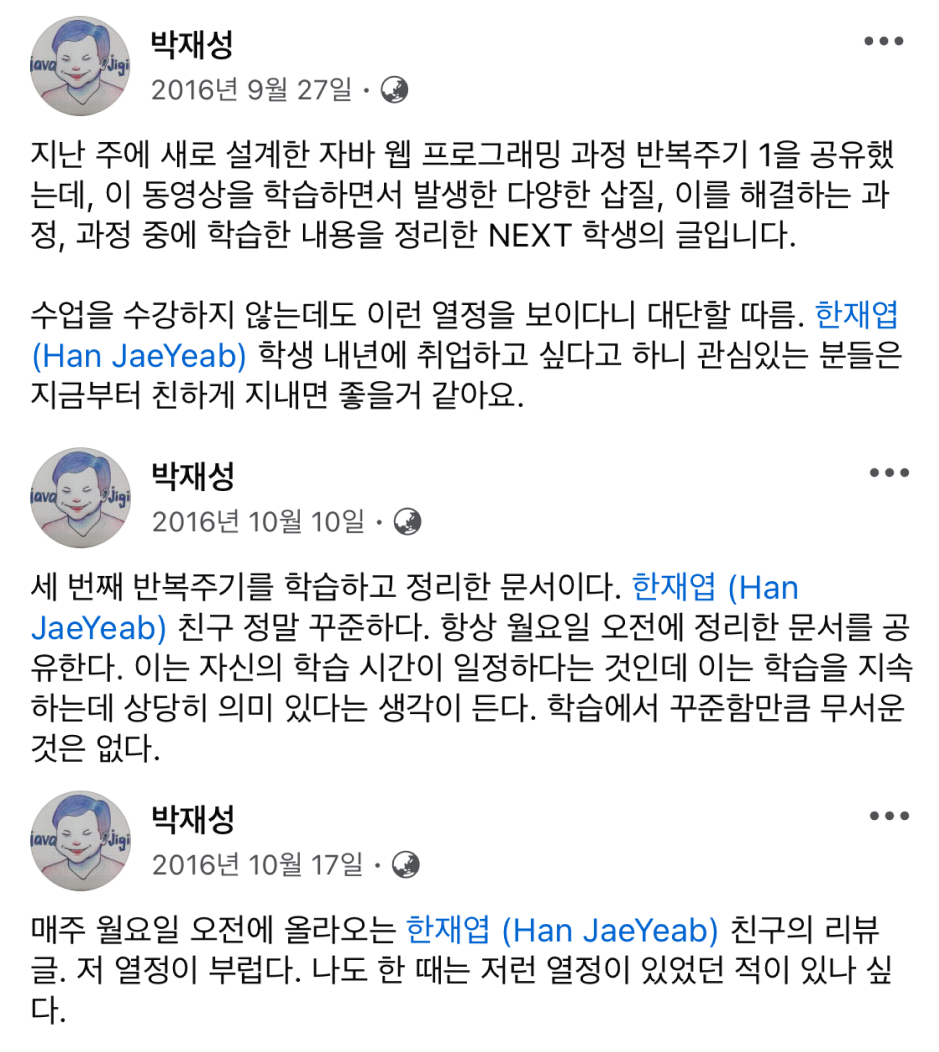 박재성
2016년 9월 27일 ·
지난 주에 새로 설계한 자바 웹 프로그래밍 과정 반복주기 1을 공유했
는데, 이 동영상을 학습하면서 발생한 다양한 삽질, 이를 해결하는 과
정, 과정 중에 학습한 내용을 정리한 NEXT 학생의 글입니다.
수업을 수강하지 않는데도 이런 열정을 보이다니 대단할 따름. 한재엽
(Han JaeYeab) 학생 내년에 취업하고 싶다고 하니 관심있는 분들은
지금부터 친하게 지내면 좋을거 같아요.
java jigi
박재성
2016년 10월 10일 ·
세 번째 반복주기를 학습하고 정리한 문서이다. 한재엽 (Han
JaeYeab) 친구 정말 꾸준하다. 항상 월요일 오전에 정리한 문서를 공
유한다. 이는 자신의 학습 시간이 일정하다는 것인데 이는 학습을 지속
하는데 상당히 의미 있다는 생각이 든다. 학습에서 꾸준함만큼 무서운
것은 없다.
java jigi
박재성
2016년 10월 17일 ·
매주 월요일 오전에 올라오는 한재엽 (Han JaeYeab) 친구의 리뷰
글. 저 열정이 부럽다. 나도 한 때는 저런 열정이 있었던 적이 있나 싶
다.
java jigi